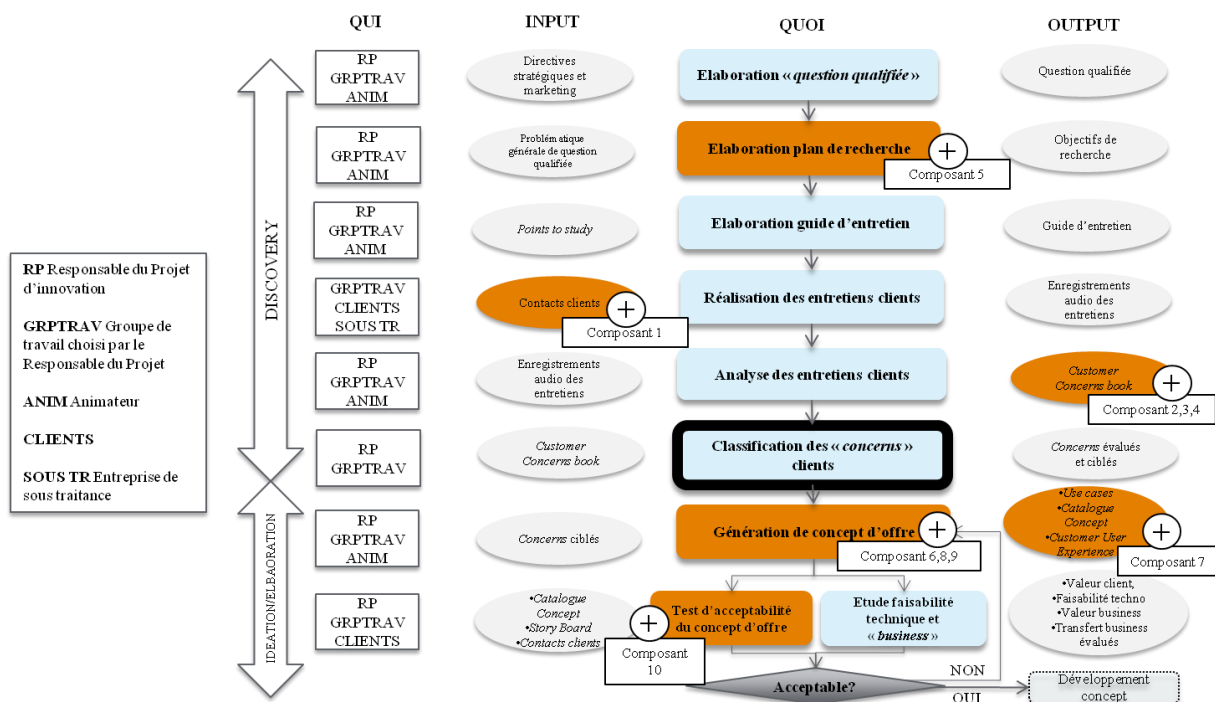 QUI
INPUT
QUOI
OUTPUT
DISCOVERY
IDEATION/ELBAORATION
RP Responsable du Projet
d'innovation
GRPTRAV Groupe de
travail choisi par le
Responsable du Projet
ANIM Animateur
CLIENTS
SOUS TR Entreprise de
sous traitance
RP
GRPTRAV
ANIM
Directives
stratégiques et
marketing
Elaboration « question qualifiée »
Question qualifiée
RP
GRPTRAV
ANIM
Problématique
générale de question
qualifiée
Elaboration plan de recherche
+
Composant 5
Objectifs de
recherche
RP
GRPTRAV
ANIM
Points to study
Elaboration guide d'entretien
Guide d'entretien
GRPTRAV
CLIENTS
SOUS TR
Contacts clients
+
Composant 1
Réalisation des entretiens clients
Enregistrements
audio des
entretiens
RP
GRPTRAV
ANIM
Enregistrements
audio des
entretiens
Analyse des entretiens clients
Customer
Concerns book
+
Composant 2,3,4
RP
GRPTRAV
Customer
Concerns book
Classification des « concerns »
clients
Concerns évalués
et ciblés
RP
GRPTRAV
ANIM
Concerns ciblés
Génération de concept d'offre
+
Composant 6,8,9
•Use cases
•Catalogue
Concept
•Customer User
Experience
+
Composant 7
RP
GRPTRAV
CLIENTS
•Catalogue
Concept
•Story Board
•Contacts clients
+
Composant
10
Test d'acceptabilité
du concept d'offre
Etude faisabilité
technique et
« business »
•Valeur client,
•Faisabilité techno
•Valeur business
•Transfert business
évalués
Acceptable?
NON
OUI
Développement
concept